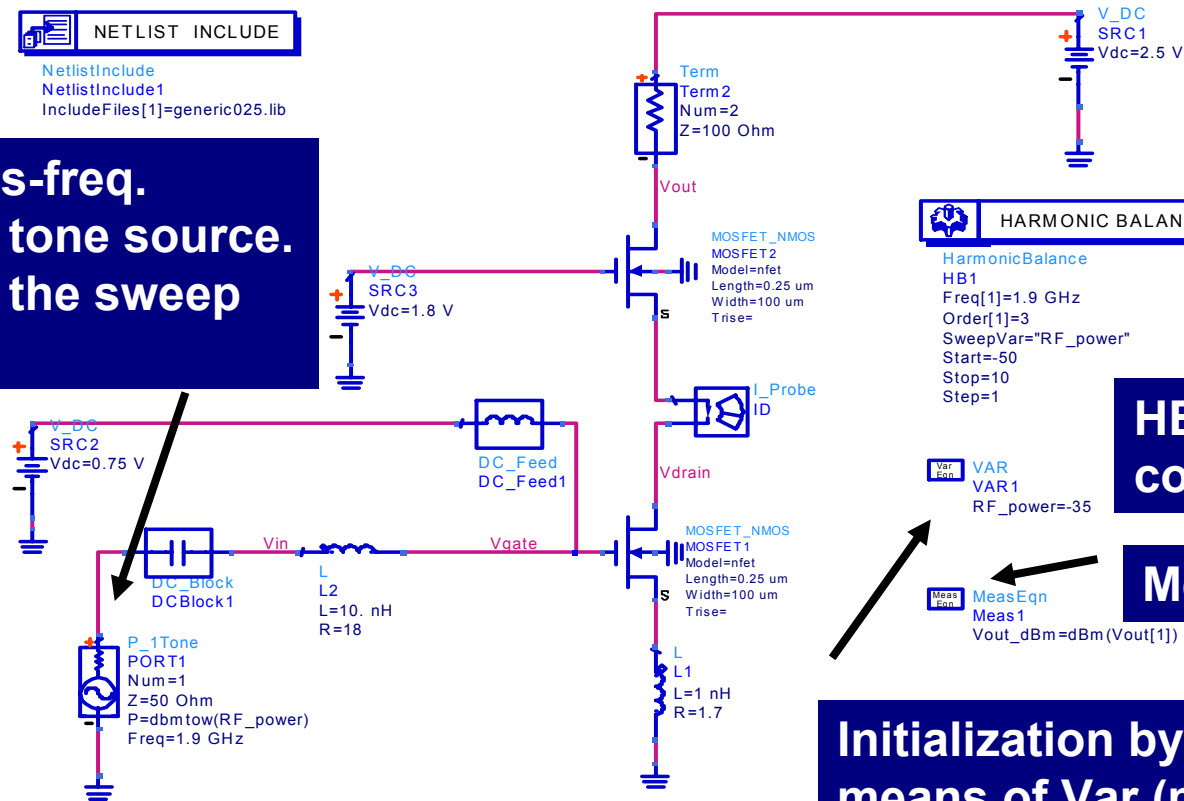 NETLIST INCLUDE
NetlistInclude
NetlistInclude1
IncludeFiles[1]=generic025.lib
s-freq.
tone source.
the sweep
V_DC
SRC1
Vdc=2.5 V
Term
Term2
Num=2
Z=100 Ohm
Vout
MOSFET_NMOS
MOSFET2
Model=nfet
Length=0.25 um
Width=100 um
Trise=
S
V_DC
SRC3
Vdc=1.8 V
HARMONIC BALAN
HarmonicBalance
HB1
Freq[1]=1.9 GHz
Order[1]=3
SweepVar="RF_power"
Start=-50
Stop=10
Step=1
I_Probe
ID
HB
co
V_DC
SRC2
Vdc=0.75 V
DC_Feed
DC_Feed1
Vdrain
Var
Eqn
VAR
VAR1
RF_power=-35
MOSFET_NMOS
MOSFET1
Model=nfet
Length=0.25 um
Width=100 um
Trise=
S
Vin
Vgate
DC_Block
DCBlock1
L
L2
L=10. nH
R=18
Meas
Eqn
MeasEqn
Meas1
Vout_dBm=dBm(Vout[1])
P_1Tone
PORT1
Num=1
Z=50 Ohm
P=dbmtow(RF_power)
Freq=1.9 GHz
L
L1
L=1 nH
R=1.7
Initialization by
means of Var (